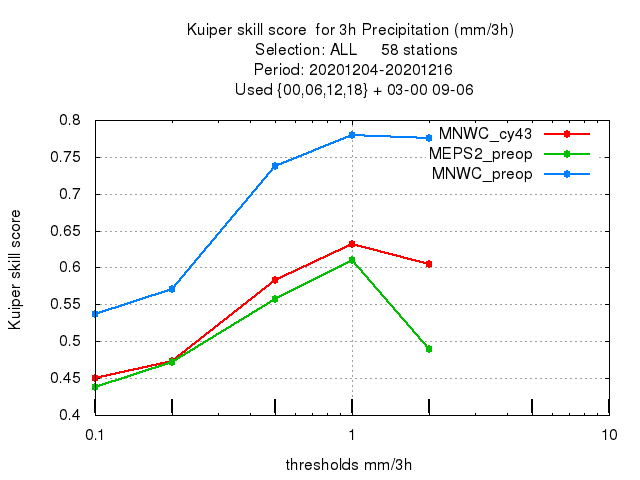 Kuiper skill score  for 3h Precipitation (mm/3h)
Selection: ALL     58 stations
Period: 20201204-20201216
Used {00,06,12,18} + 03-00 09-06
MNWC_cy43
MEPS2_preop
MNWC_preop
Kuiper skill score
0.8
0.75
0.7
0.65
0.6
0.55
0.5
0.45
0.4
0.1
1
10
thresholds mm/3h